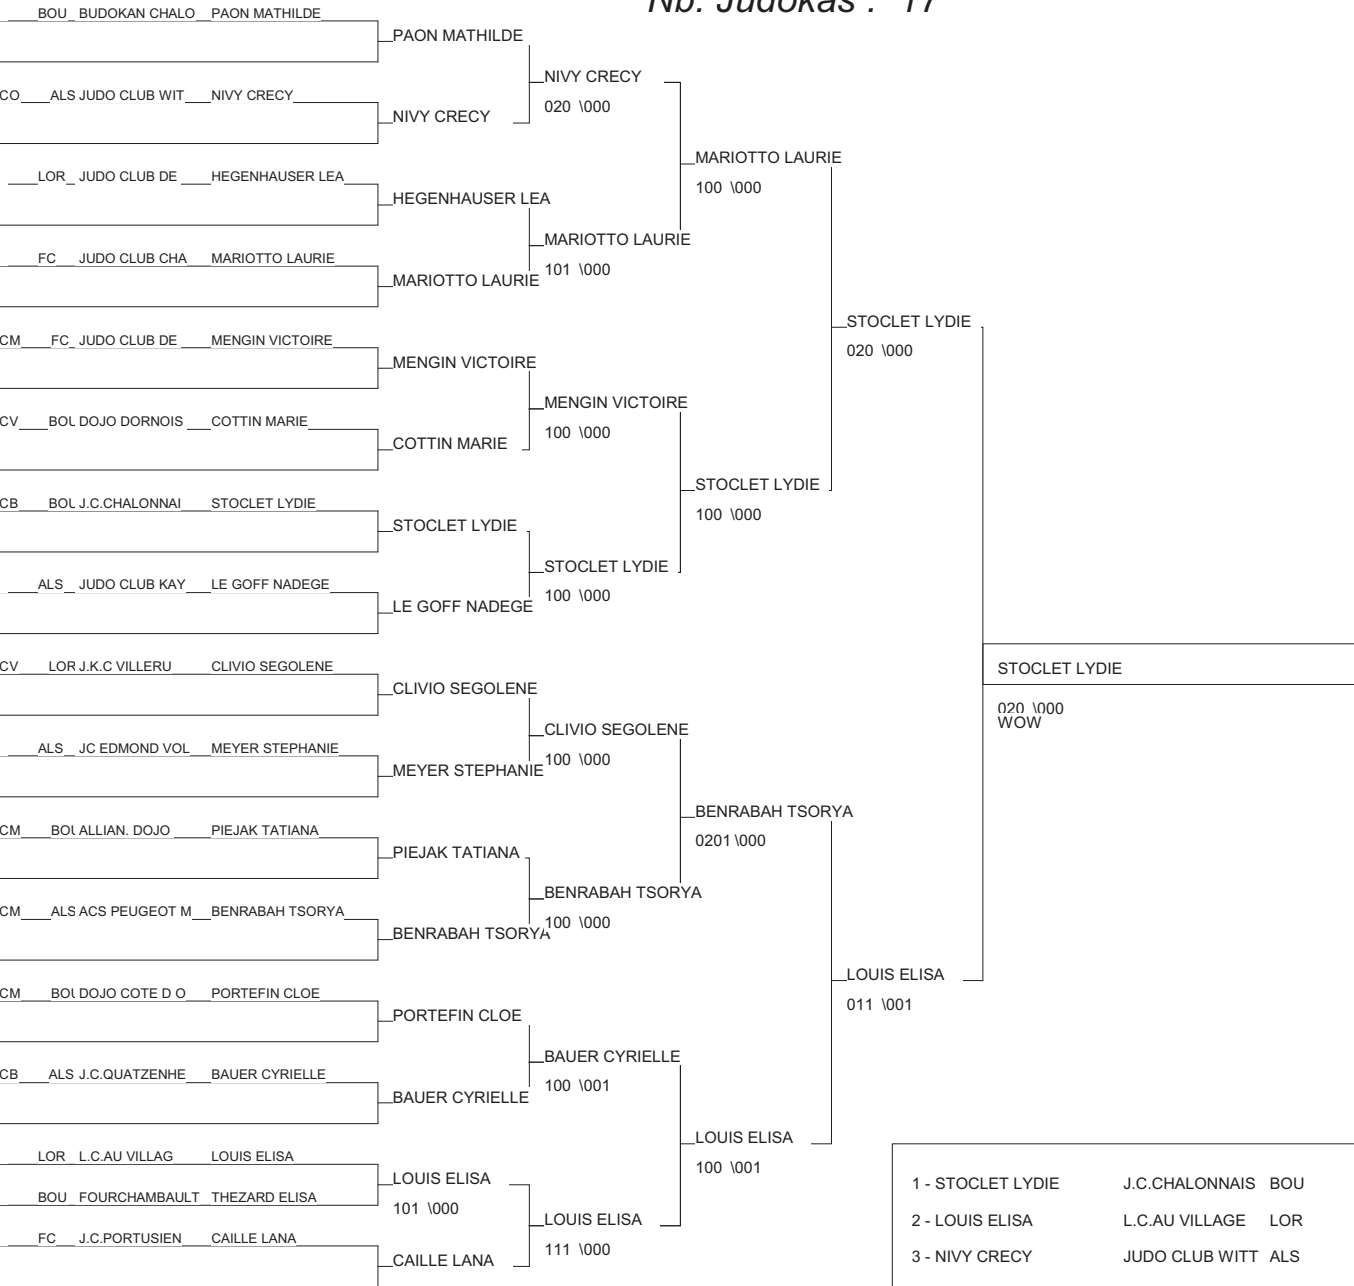 Nb. Judokas : 17
BOU BUDOKAN CHALO PAON MATHILDE
PAON MATHILDE
NIVY CRECY
020 \000
CO ALS JUDO CLUB WIT NIVY CRECY
NIVY CRECY
MARIOTTO LAURIE
100 \000
LOR JUDO CLUB DE HEGENHAUSER LEA
HEGENHAUSER LEA
MARIOTTO LAURIE
101 \000
FC JUDO CLUB CHA MARIOTTO LAURIE
MARIOTTO LAURIE
STOCLET LYDIE
020 \000
CM FC JUDO CLUB DE MENGIN VICTOIRE
MENGIN VICTOIRE
MENGIN VICTOIRE
100 \000
CV BOU DOJO DORNOIS COTTIN MARIE
COTTIN MARIE
STOCLET LYDIE
100 \000
CB BOU J.C.CHALONNAI STOCLET LYDIE
STOCLET LYDIE
STOCLET LYDIE
100 \000
ALS JUDO CLUB KAY LE GOFF NADEGE
LE GOFF NADEGE
STOCLET LYDIE
020 \000
WOW
CV LOR J.K.C VILLERU CLIVIO SEGOLENE
CLIVIO SEGOLENE
CLIVIO SEGOLENE
100 \000
ALS JC EDMOND VOL MEYER STEPHANIE
MEYER STEPHANIE
BENRABAH TSORYA
0201 \000
CM BOU ALLIAN. DOJO PIEJAK TATIANA
PIEJAK TATIANA
BENRABAH TSORYA
100 \000
CM ALS ACS PEUGEOT M BENRABAH TSORYA
BENRABAH TSORYA
LOUIS ELISA
011 \001
CM BOU DOJO COTE D O PORTEFIN CLOE
PORTEFIN CLOE
BAUER CYRIELLE
100 \001
CB ALS J.C.QUATZENHE BAUER CYRIELLE
BAUER CYRIELLE
LOUIS ELISA
100 \001
LOR L.C.AU VILLAG LOUIS ELISA
LOUIS ELISA
101 \000
BOU FOURCHAMBAULT THEZARD ELISA
LOUIS ELISA
111 \000
FC J.C.PORTUSIEN CAILLE LANA
CAILLE LANA
1 - STOCLET LYDIE J.C.CHALONNAIS BOU
2 - LOUIS ELISA L.C.AU VILLAGE LOR
3 - NIVY CRECY JUDO CLUB WITT ALS